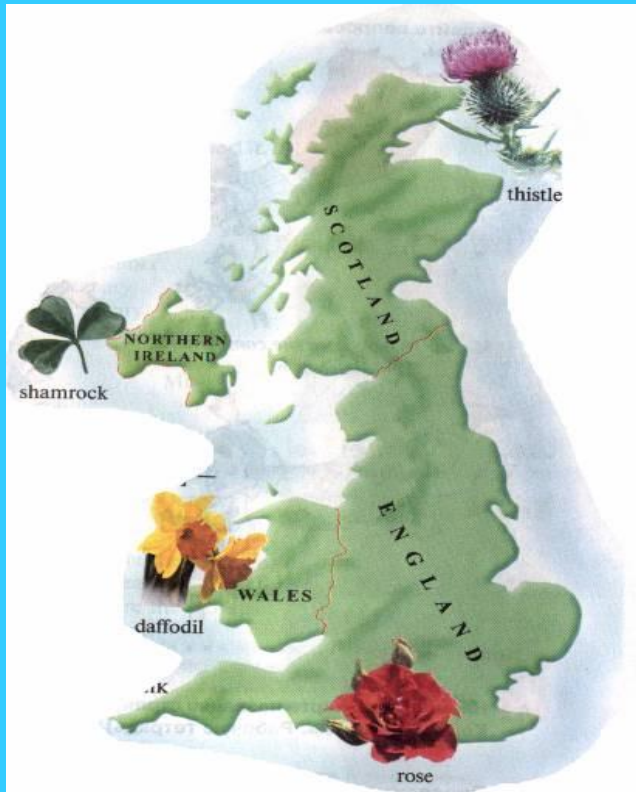 thistle
SCOTLAND
NORTHERN
IRELAND
shamrock
ENGLAND
WALES
daffodil
rose